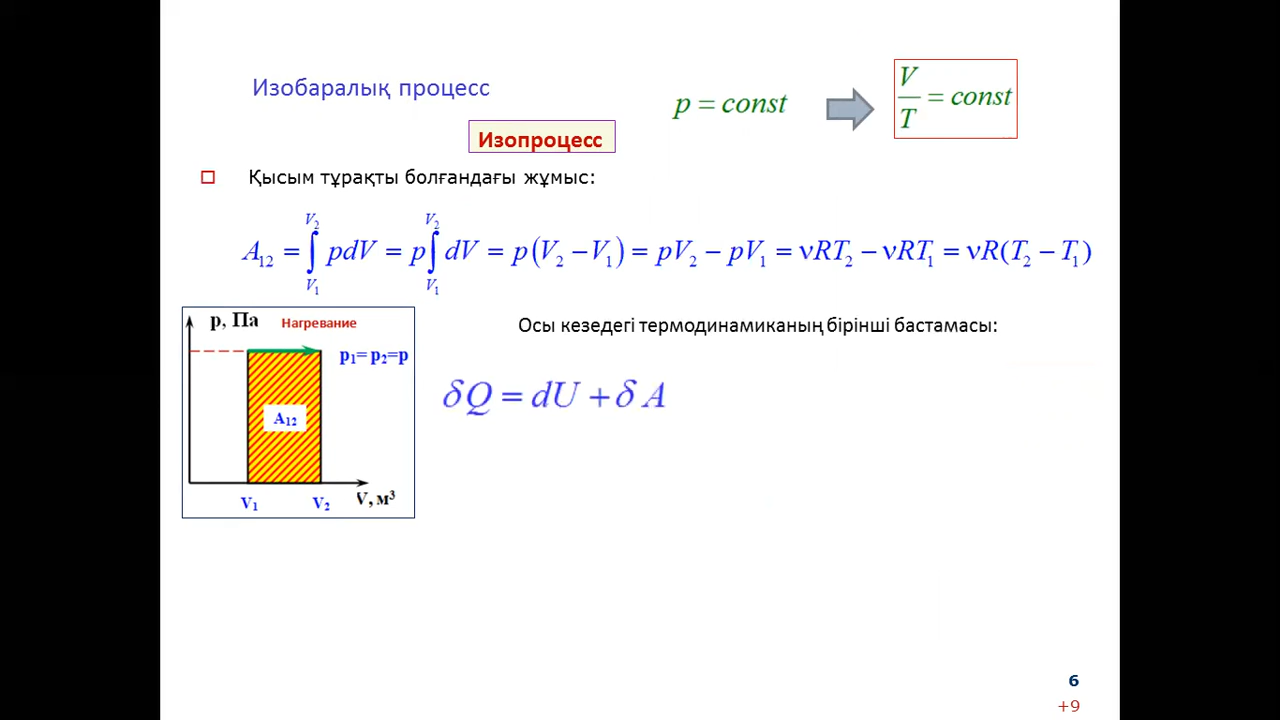 Изобаралық процесс
p = const
V/T = const
Изопроцесс
Қысым тұрақты болғандағы жұмыс:
A₁₂ = ∫_{V₁}^{V₂} pdV = p ∫_{V₁}^{V₂} dV = p(V₂ − V₁) = pV₂ − pV₁ = νRT₂ − νRT₁ = νR(T₂ − T₁)
p, Па
Нагревание
p₁= p₂=p
A₁₂
V₁
V₂
V, м³
Осы кезедегі термодинамиканың бірінші бастамасы:
δQ = dU + δ A
6
+9